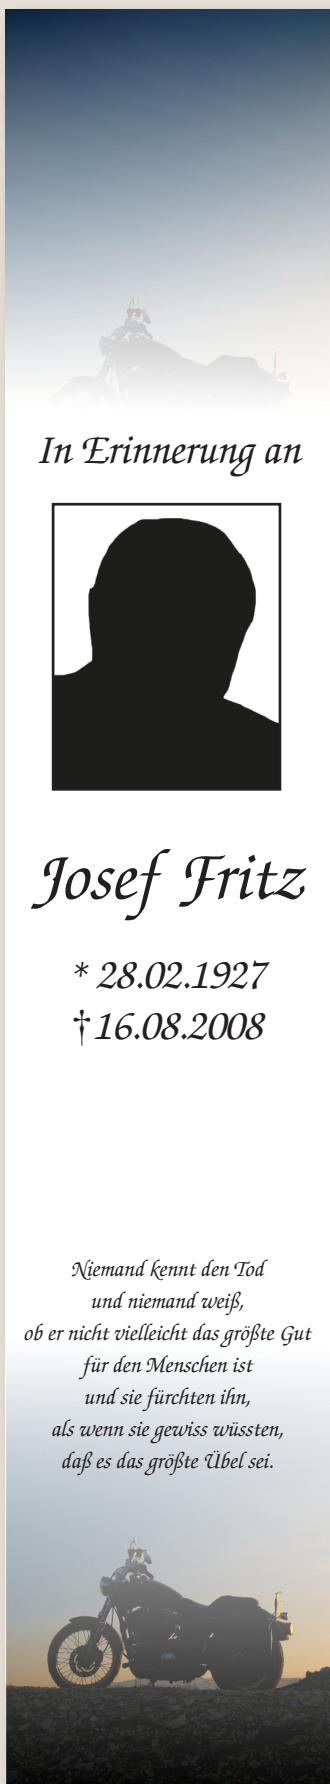 In Erinnerung an
Josef Fritz
* 28.02.1927
† 16.08.2008
Niemand kennt den Tod
und niemand weiß,
ob er nicht vielleicht das größte Gut
für den Menschen ist
und sie fürchten ihn,
als wenn sie gewiss wüssten,
daß es das größte Übel sei.